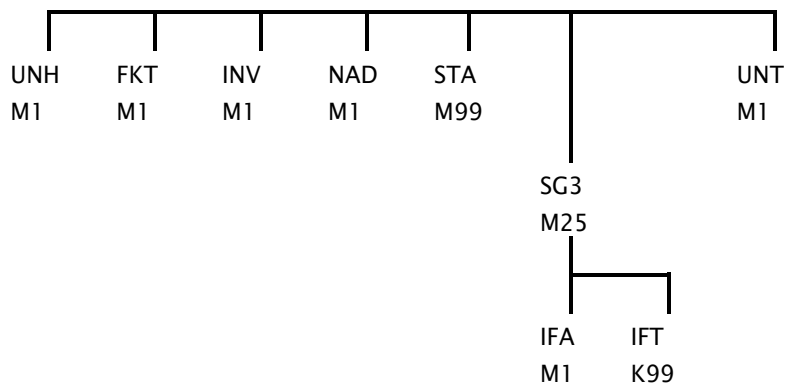 UNH FKT INV NAD STA UNT
M1 M1 M1 M1 M99 M1
SG3
M25
IFA IFT
M1 K99